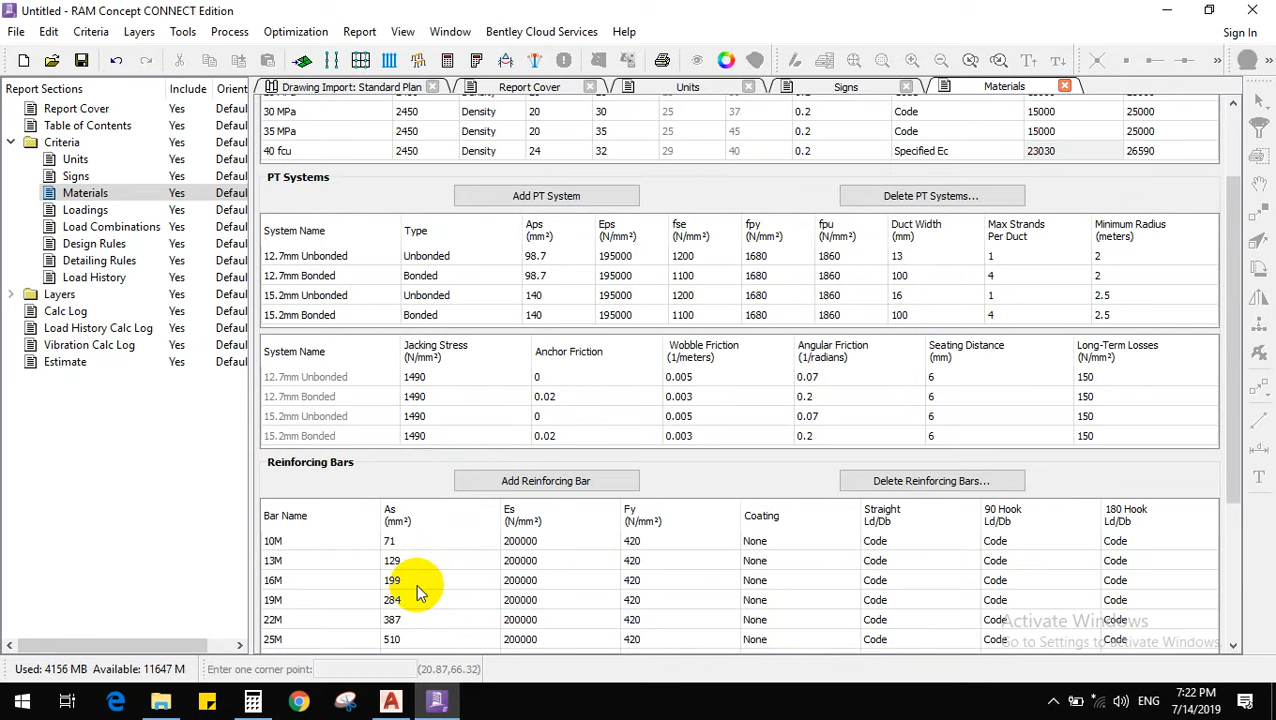 Untitled - RAM Concept CONNECT Edition
File Edit Criteria Layers Tools Process Optimization Report View Window Bentley Cloud Services Help
Sign In
Report Sections Include Orient
Report Cover Yes Defaul
Table of Contents Yes Defaul
Criteria Yes Defaul
Units Yes Defaul
Signs Yes Defaul
Materials Yes Defaul
Loadings Yes Defaul
Load Combinations Yes Defaul
Design Rules Yes Defaul
Detailing Rules Yes Defaul
Load History Yes Defaul
Layers Yes Defaul
Calc Log Yes Defaul
Load History Calc Log Yes Defaul
Vibration Calc Log Yes Defaul
Estimate Yes Defaul
Drawing Import: Standard Plan Report Cover Units Signs Materials
30 MPa 2450 Density 20 30 25 37 0.2 Code 15000 25000
35 MPa 2450 Density 20 35 25 45 0.2 Code 15000 25000
40 fcu 2450 Density 24 32 29 40 0.2 Specified Ec 23030 26590
PT Systems
Add PT System Delete PT Systems...
System Name Type Aps (mm²) Eps (N/mm²) fse (N/mm²) fpy (N/mm²) fpu (N/mm²) Duct Width (mm) Max Strands Per Duct Minimum Radius (meters)
12.7mm Unbonded Unbonded 98.7 195000 1200 1680 1860 13 1 2
12.7mm Bonded Bonded 98.7 195000 1100 1680 1860 100 4 2
15.2mm Unbonded Unbonded 140 195000 1200 1680 1860 16 1 2.5
15.2mm Bonded Bonded 140 195000 1100 1680 1860 100 4 2.5
System Name Jacking Stress (N/mm²) Anchor Friction Wobble Friction (1/meters) Angular Friction (1/radians) Seating Distance (mm) Long-Term Losses (N/mm²)
12.7mm Unbonded 1490 0 0.005 0.07 6 150
12.7mm Bonded 1490 0.02 0.003 0.2 6 150
15.2mm Unbonded 1490 0 0.005 0.07 6 150
15.2mm Bonded 1490 0.02 0.003 0.2 6 150
Reinforcing Bars
Add Reinforcing Bar Delete Reinforcing Bars...
Bar Name As (mm²) Es (N/mm²) Fy (N/mm²) Coating Straight Ld/Db 90 Hook Ld/Db 180 Hook Ld/Db
10M 71 200000 420 None Code Code Code
13M 129 200000 420 None Code Code Code
16M 199 200000 420 None Code Code Code
19M 284 200000 420 None Code Code Code
22M 387 200000 420 None Code Code Code
25M 510 200000 420 None Code Code Code
Activate Windows
Go to Settings to activate Windows.
Used: 4156 MB Available: 11647 M Enter one corner point: (20.87,66.32)
ENG 7:22 PM
7/14/2019